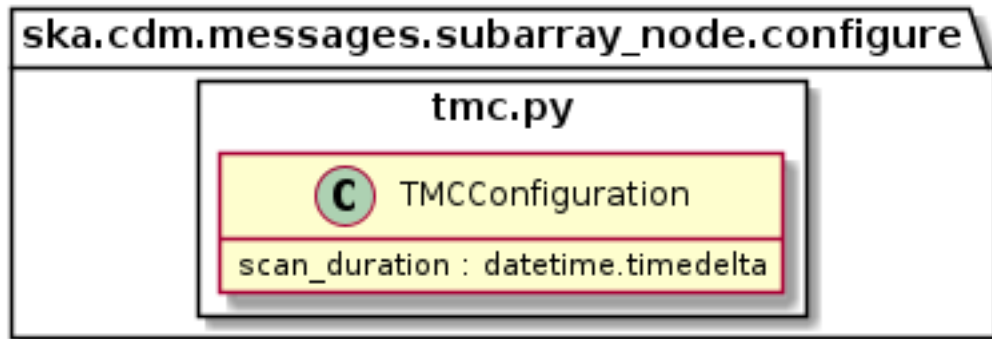 ska.cdm.messages.subarray_node.configure
tmc.py
C TMCConfiguration
scan_duration : datetime.timedelta